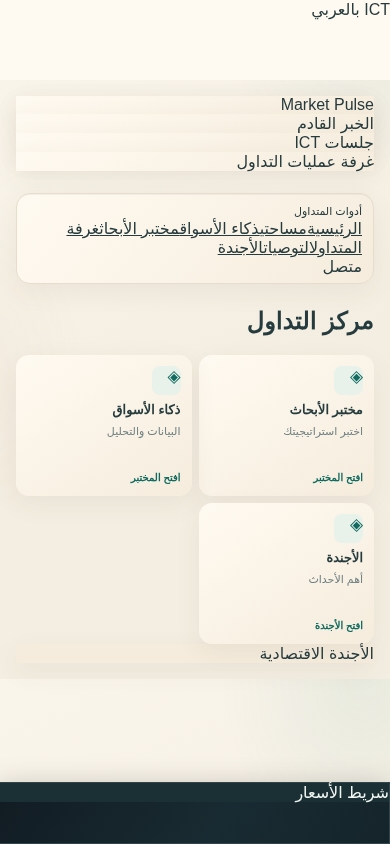 ICT بالعربي
Market Pulse
الخبر القادم
جلسات ICT
غرفة عمليات التداول
أدوات المتداول
الرئيسيةمساحتيذكاء الأسواقمختبر الأبحاثغرفة
المتداولالتوصياتالأجندة
متصل
مركز التداول
◈
مختبر الأبحاث
اختبر استراتيجيتك
افتح المختبر
◈
ذكاء الأسواق
البيانات والتحليل
افتح المختبر
◈
الأجندة
أهم الأحداث
افتح الأجندة
الأجندة الاقتصادية
شريط الأسعار